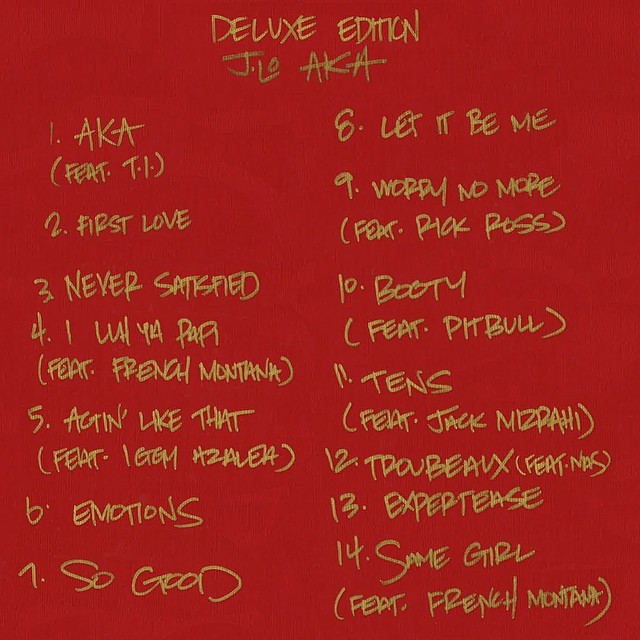 DELUXE EDITION
J.LO AKA
1. AKA
(FEAT. T.I.)
2. FIRST LOVE
3. NEVER SATISFIED
4. I LUH YA PAPI
(FEAT. FRENCH MONTANA)
5. ACTIN' LIKE THAT
(FEAT. IGGY AZALEA)
6. EMOTIONS
7. SO GOOD
8. LET IT BE ME
9. WORRY NO MORE
(FEAT. RICK ROSS)
10. BOOTY
(FEAT. PITBULL)
11. TENS
(FEAT. JACK MIZRAHI)
12. TROUBEAUX (FEAT. NAS)
13. EXPERTEASE
14. SAME GIRL
(FEAT. FRENCH MONTANA)